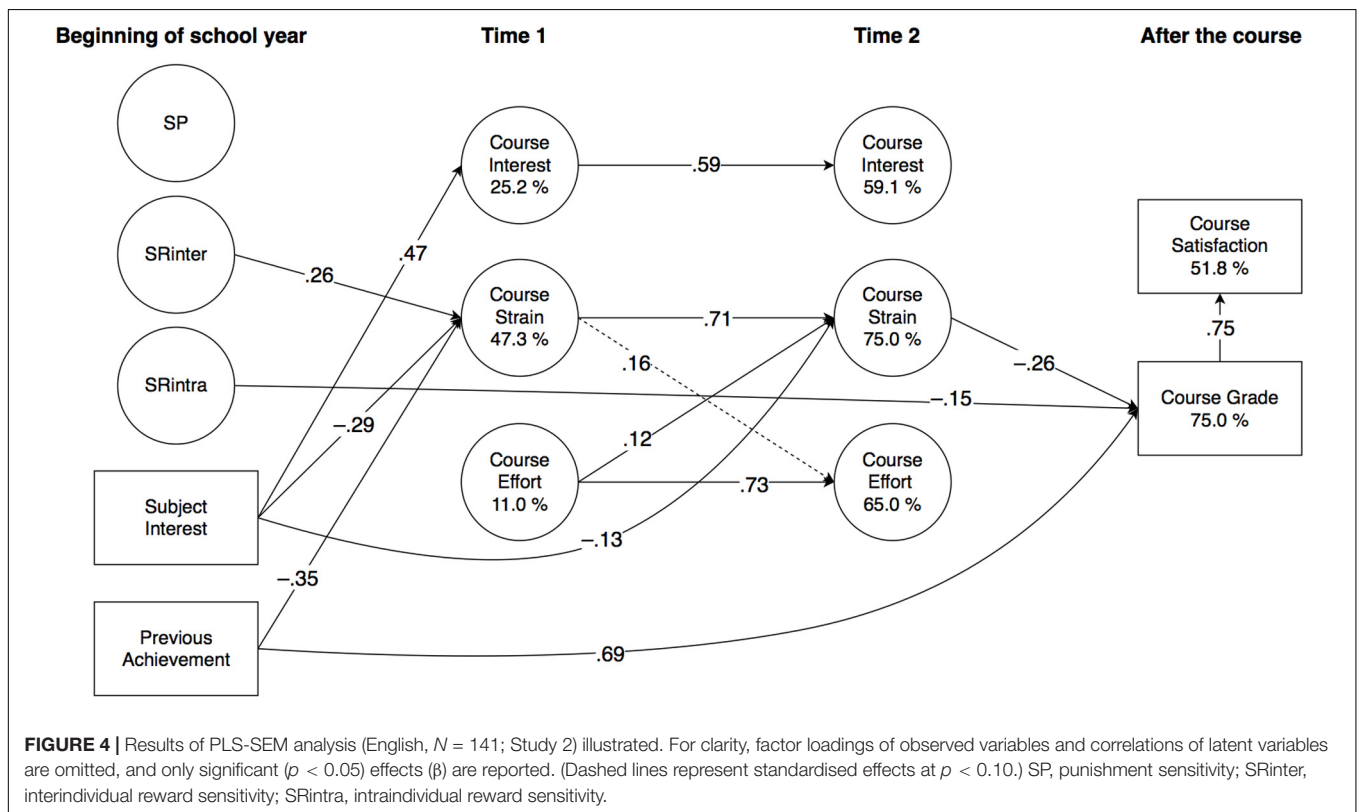 Beginning of school year
Time 1
Time 2
After the course
SP
SRinter
SRintra
Subject
Interest
Previous
Achievement
Course
Interest
25.2 %
Course
Strain
47.3 %
Course
Effort
11.0 %
Course
Interest
59.1 %
Course
Strain
75.0 %
Course
Effort
65.0 %
Course
Satisfaction
51.8 %
Course Grade
75.0 %
.59
.47
.26
.71
.16
−.26
.75
−.15
−.29
.12
.73
−.13
−.35
.69
FIGURE 4 | Results of PLS-SEM analysis (English, N = 141; Study 2) illustrated. For clarity, factor loadings of observed variables and correlations of latent variables
are omitted, and only significant (p < 0.05) effects (β) are reported. (Dashed lines represent standardised effects at p < 0.10.) SP, punishment sensitivity; SRinter,
interindividual reward sensitivity; SRintra, intraindividual reward sensitivity.